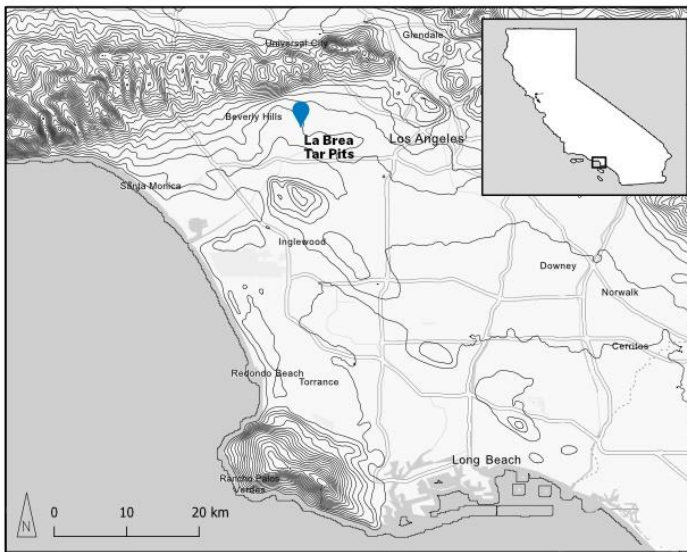 Universal City
Glendale
Beverly Hills
La Brea
Tar Pits
Los Angeles
Santa Monica
Inglewood
Downey
Norwalk
Cerritos
Redondo Beach
Torrance
Long Beach
Rancho Palos
Verdes
N
0 10 20 km